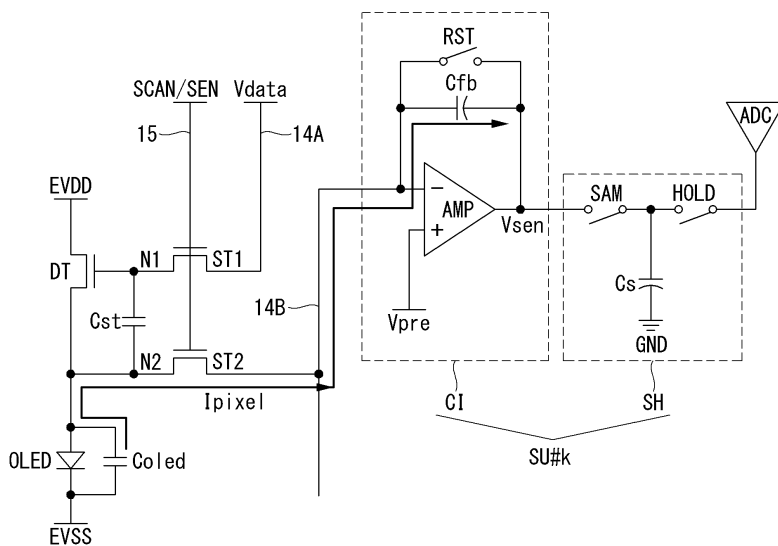 RST
Cfb
SCAN/SEN Vdata
15 14A
ADC
EVDD
AMP
−
+
SAM HOLD
Vsen
DT
N1 ST1
Cst
14B
Cs
Vpre
GND
N2 ST2
Ipixel
CI SH
OLED Coled
SU#k
EVSS